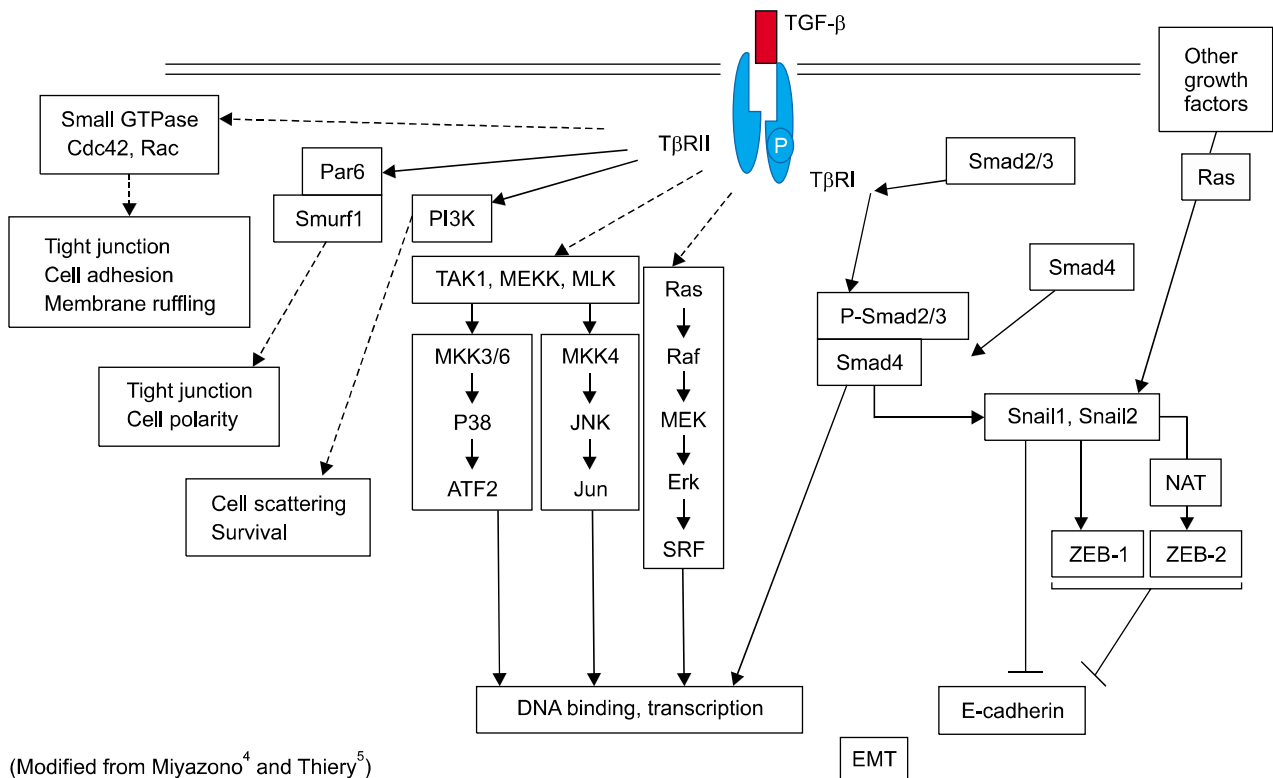 TGF-β
Other
growth
factors
Small GTPase
Cdc42, Rac
TβRII
P
Par6
Smurf1
PI3K
TβRI
Smad2/3
Ras
Tight junction
Cell adhesion
Membrane ruffling
TAK1, MEKK, MLK
Ras
Raf
MEK
Erk
SRF
Smad4
P-Smad2/3
Smad4
MKK3/6
P38
ATF2
MKK4
JNK
Jun
Tight junction
Cell polarity
Snail1, Snail2
NAT
Cell scattering
Survival
ZEB-1
ZEB-2
DNA binding, transcription
E-cadherin
EMT
(Modified from Miyazono4 and Thiery5)